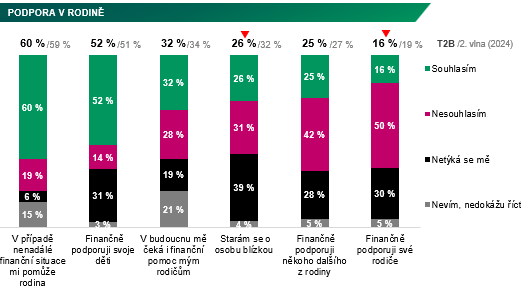 PODPORA V RODINĚ
60 % /59 %
52 % /51 %
32 % /34 %
26 % /32 %
25 % /27 %
16 % /19 %
T2B /2. vlna (2024)
60 %
19 %
6 %
15 %
52 %
14 %
31 %
3 %
32 %
28 %
19 %
21 %
26 %
31 %
39 %
4 %
25 %
42 %
28 %
5 %
16 %
50 %
30 %
5 %
Souhlasím
Nesouhlasím
Netýká se mě
Nevím, nedokážu říct
V případě
nenadálé
finanční situace
mi pomůže
rodina
Finančně
podporuji svoje
děti
V budoucnu mě
čeká i finanční
pomoc mým
rodičům
Starám se o
osobu blízkou
Finančně
podporuji
někoho dalšího
z rodiny
Finančně
podporuji své
rodiče